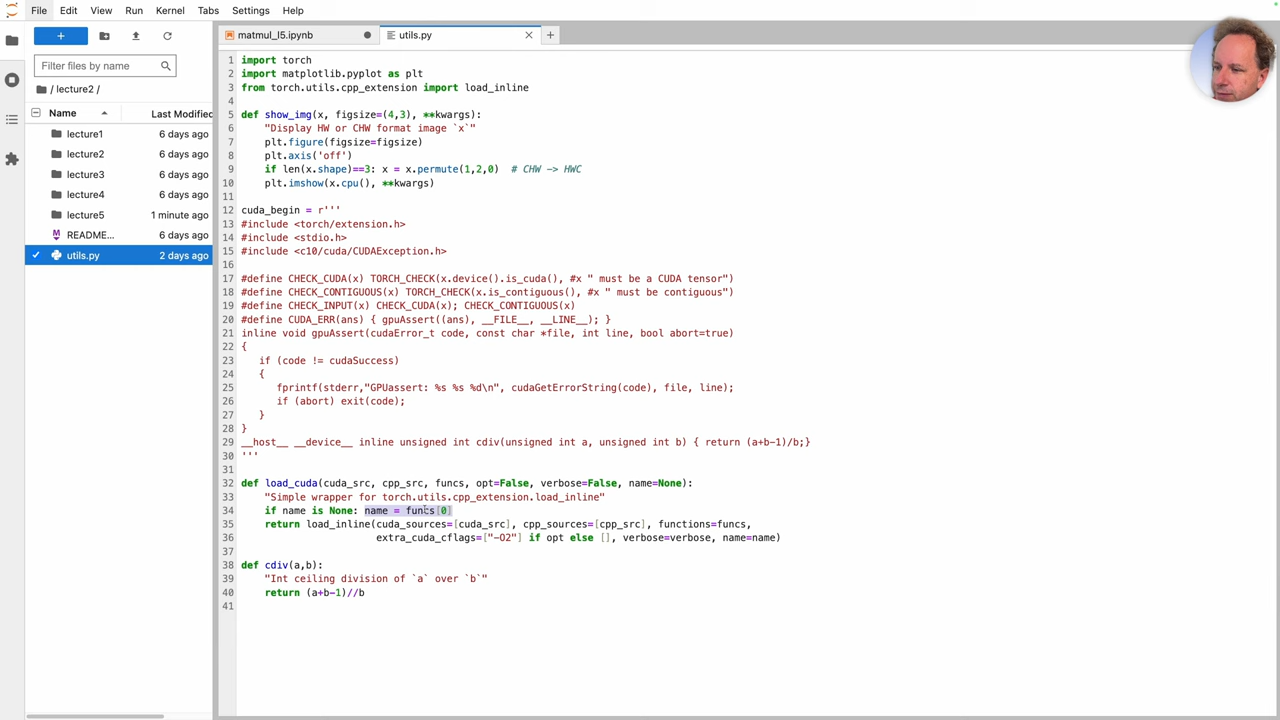 File Edit View Run Kernel Tabs Settings Help
matmul_l5.ipynb
utils.py
Filter files by name
/ lecture2 /
Name Last Modified
lecture1 6 days ago
lecture2 6 days ago
lecture3 6 days ago
lecture4 6 days ago
lecture5 1 minute ago
README... 6 days ago
utils.py 2 days ago
1 import torch
2 import matplotlib.pyplot as plt
3 from torch.utils.cpp_extension import load_inline
4
5 def show_img(x, figsize=(4,3), **kwargs):
6 "Display HW or CHW format image `x`"
7 plt.figure(figsize=figsize)
8 plt.axis('off')
9 if len(x.shape)==3: x = x.permute(1,2,0) # CHW -> HWC
10 plt.imshow(x.cpu(), **kwargs)
11
12 cuda_begin = r'''
13 #include <torch/extension.h>
14 #include <stdio.h>
15 #include <c10/cuda/CUDAException.h>
16
17 #define CHECK_CUDA(x) TORCH_CHECK(x.device().is_cuda(), #x " must be a CUDA tensor")
18 #define CHECK_CONTIGUOUS(x) TORCH_CHECK(x.is_contiguous(), #x " must be contiguous")
19 #define CHECK_INPUT(x) CHECK_CUDA(x); CHECK_CONTIGUOUS(x)
20 #define CUDA_ERR(ans) { gpuAssert((ans), __FILE__, __LINE__); }
21 inline void gpuAssert(cudaError_t code, const char *file, int line, bool abort=true)
22 {
23 if (code != cudaSuccess)
24 {
25 fprintf(stderr,"GPUassert: %s %s %d\n", cudaGetErrorString(code), file, line);
26 if (abort) exit(code);
27 }
28 }
29 __host__ __device__ inline unsigned int cdiv(unsigned int a, unsigned int b) { return (a+b-1)/b;}
30 '''
31
32 def load_cuda(cuda_src, cpp_src, funcs, opt=False, verbose=False, name=None):
33 "Simple wrapper for torch.utils.cpp_extension.load_inline"
34 if name is None: name = funcs[0]
35 return load_inline(cuda_sources=[cuda_src], cpp_sources=[cpp_src], functions=funcs,
36 extra_cuda_cflags=["-O2"] if opt else [], verbose=verbose, name=name)
37
38 def cdiv(a,b):
39 "Int ceiling division of `a` over `b`"
40 return (a+b-1)//b
41